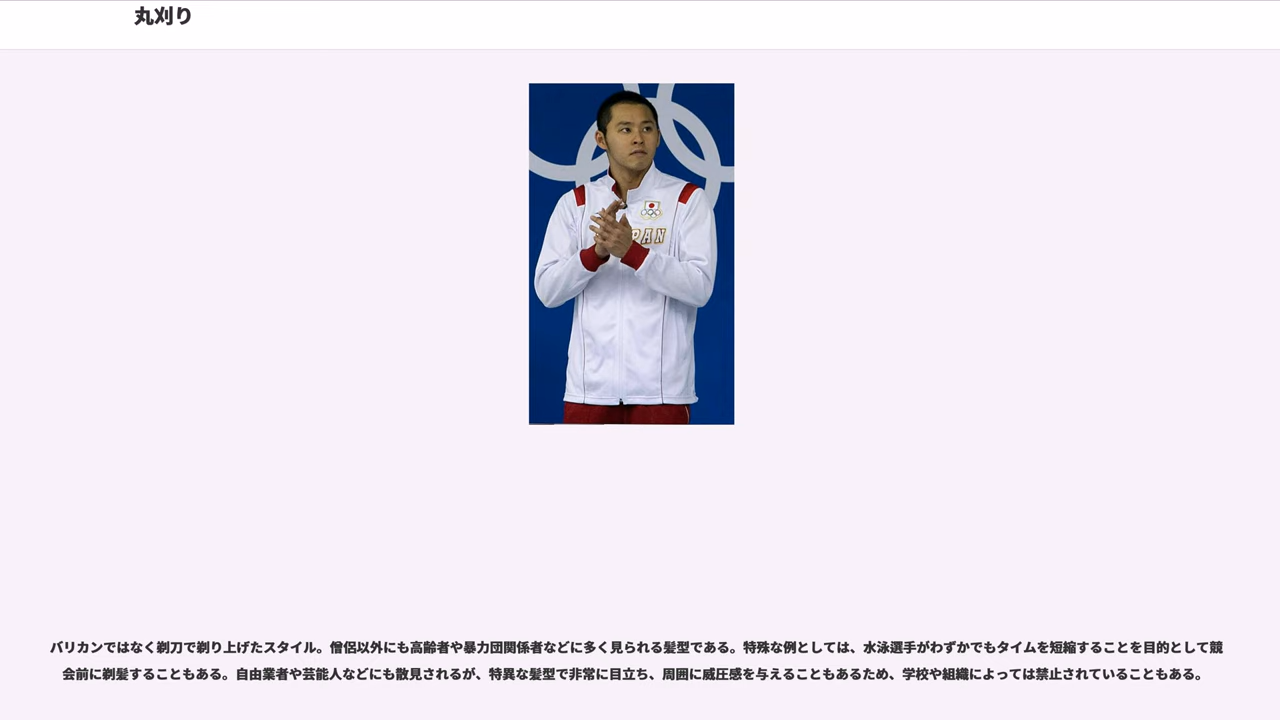 丸刈り
JAPAN
バリカンではなく剃刀で剃り上げたスタイル。僧侶以外にも高齢者や暴力団関係者などに多く見られる髪型である。特殊な例としては、水泳選手がわずかでもタイムを短縮することを目的として競
会前に剃髪することもある。自由業者や芸能人などにも散見されるが、特異な髪型で非常に目立ち、周囲に威圧感を与えることもあるため、学校や組織によっては禁止されていることもある。